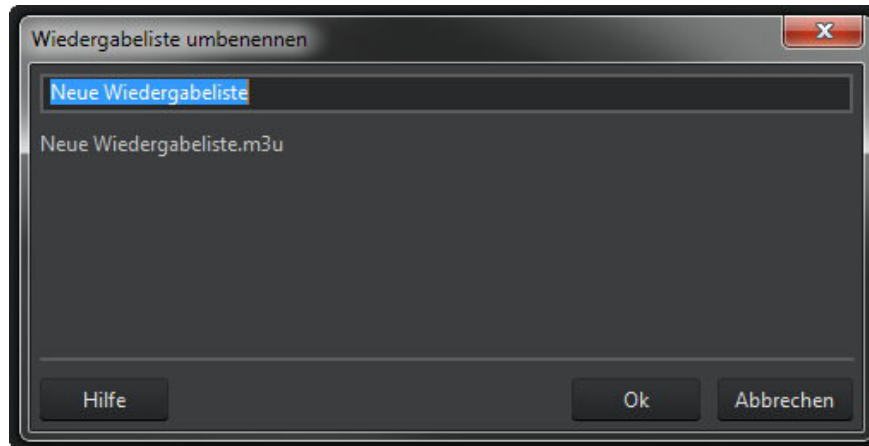 Wiedergabeliste umbenennen
Neue Wiedergabeliste
Neue Wiedergabeliste.m3u
Hilfe Ok Abbrechen